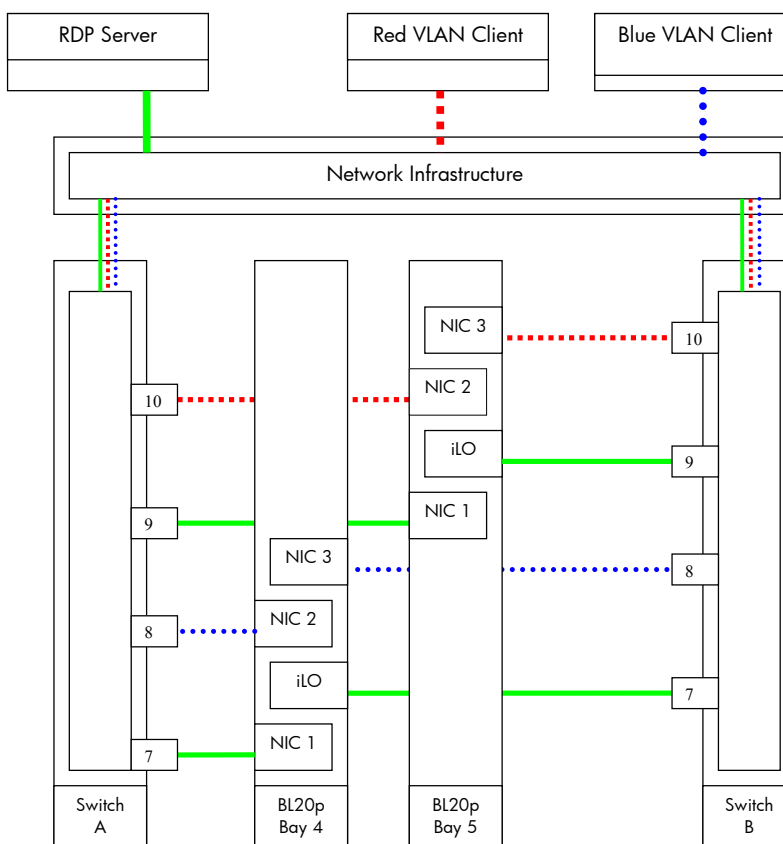 RDP Server
Red VLAN Client
Blue VLAN Client
Network Infrastructure
NIC 3
10
NIC 2
10
iLO
9
NIC 1
9
NIC 3
8
NIC 2
8
iLO
7
NIC 1
7
Switch
A
BL20p
Bay 4
BL20p
Bay 5
Switch
B